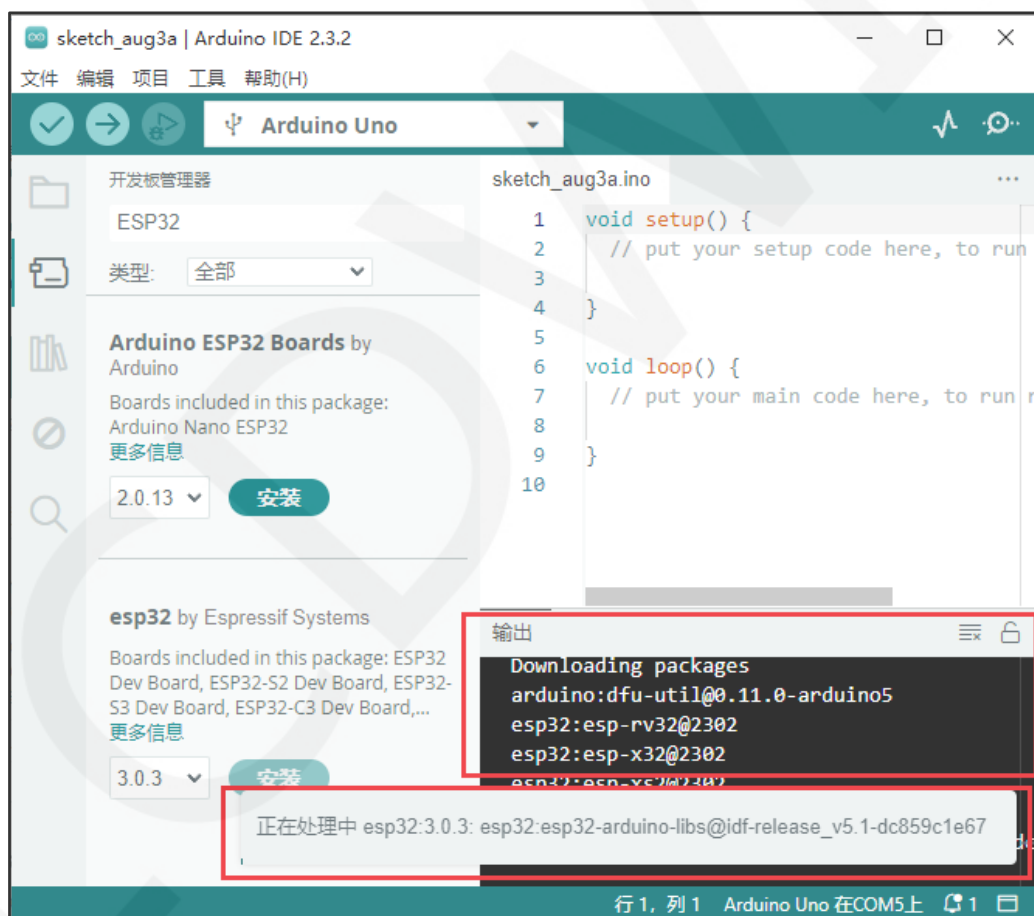 sketch_aug3a | Arduino IDE 2.3.2
文件 编辑 项目 工具 帮助(H)
Arduino Uno
开发板管理器
ESP32
类型: 全部
Arduino ESP32 Boards by
Arduino
Boards included in this package:
Arduino Nano ESP32
更多信息
2.0.13 安装
esp32 by Espressif Systems
Boards included in this package: ESP32
Dev Board, ESP32-S2 Dev Board, ESP32-
S3 Dev Board, ESP32-C3 Dev Board,...
更多信息
3.0.3 安装
sketch_aug3a.ino
1 void setup() {
2 // put your setup code here, to run
3
4 }
5
6 void loop() {
7 // put your main code here, to run r
8
9 }
10
输出
Downloading packages
arduino:dfu-util@0.11.0-arduino5
esp32:esp-rv32@2302
esp32:esp-x32@2302
esp32:esp-xs2@2302
正在处理中 esp32:3.0.3: esp32:esp32-arduino-libs@idf-release_v5.1-dc859c1e67
行 1, 列 1 Arduino Uno 在COM5上 1